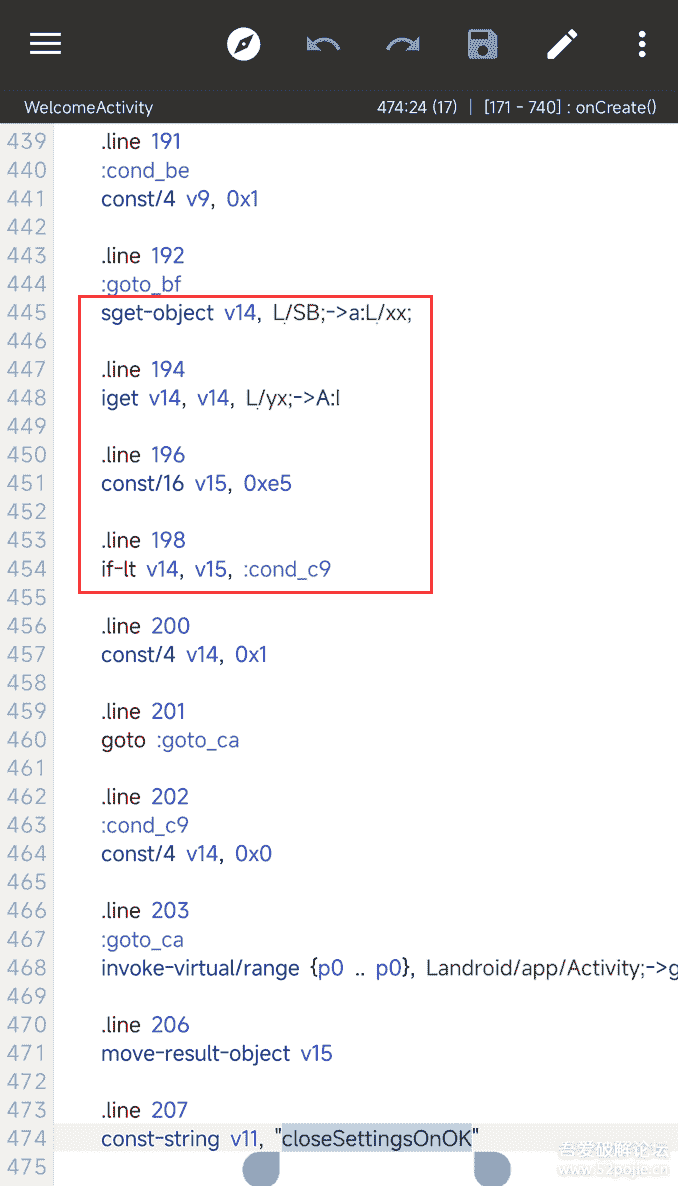 WelcomeActivity 474:24 (17) | [171 - 740] : onCreate()
439 .line 191
440 :cond_be
441 const/4 v9, 0x1
442
443 .line 192
444 :goto_bf
445 sget-object v14, L/SB;->a:L/xx;
446
447 .line 194
448 iget v14, v14, L/yx;->A:I
449
450 .line 196
451 const/16 v15, 0xe5
452
453 .line 198
454 if-lt v14, v15, :cond_c9
455
456 .line 200
457 const/4 v14, 0x1
458
459 .line 201
460 goto :goto_ca
461
462 .line 202
463 :cond_c9
464 const/4 v14, 0x0
465
466 .line 203
467 :goto_ca
468 invoke-virtual/range {p0 .. p0}, Landroid/app/Activity;->g
469
470 .line 206
471 move-result-object v15
472
473 .line 207
474 const-string v11, "closeSettingsOnOK"
475
吾爱破解论坛
www.52pojie.cn